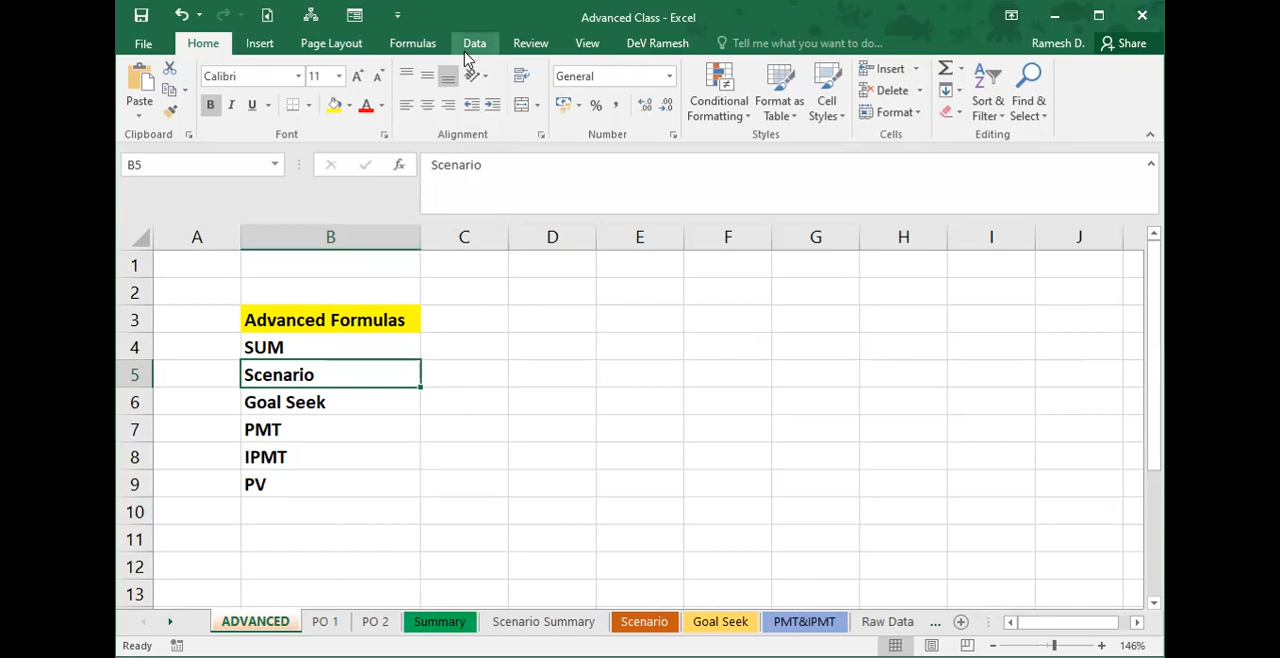 Advanced Class - Excel
File Home Insert Page Layout Formulas Data Review View DeV Ramesh Tell me what you want to do... Ramesh D. Share
Paste
Calibri 11
B I U
General
% ,
Conditional Formatting
Format as Table
Cell Styles
Insert
Delete
Format
Sort & Filter
Find & Select
Clipboard Font Alignment Number Styles Cells Editing
B5 fx Scenario
A B C D E F G H I J
1
2
3 Advanced Formulas
4 SUM
5 Scenario
6 Goal Seek
7 PMT
8 IPMT
9 PV
10
11
12
13
ADVANCED PO 1 PO 2 Summary Scenario Summary Scenario Goal Seek PMT&IPMT Raw Data ...
Ready 146%